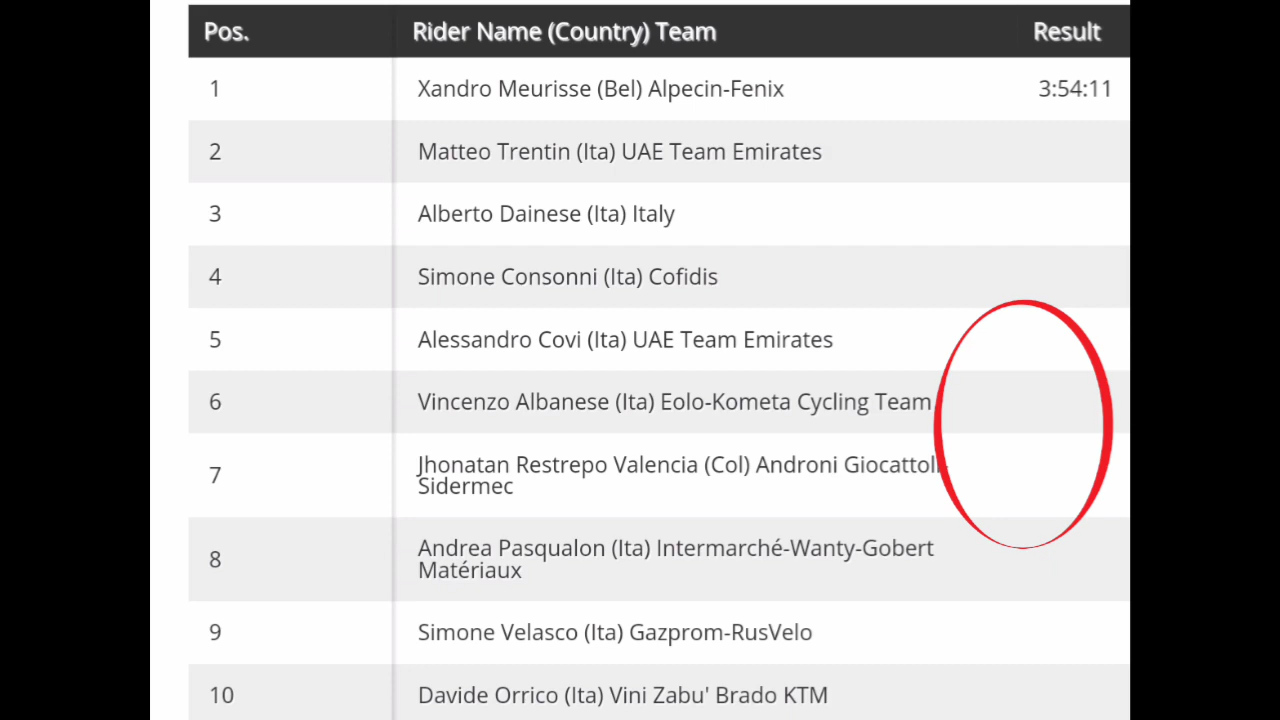 Pos. Rider Name (Country) Team Result
1 Xandro Meurisse (Bel) Alpecin-Fenix 3:54:11
2 Matteo Trentin (Ita) UAE Team Emirates
3 Alberto Dainese (Ita) Italy
4 Simone Consonni (Ita) Cofidis
5 Alessandro Covi (Ita) UAE Team Emirates
6 Vincenzo Albanese (Ita) Eolo-Kometa Cycling Team
7 Jhonatan Restrepo Valencia (Col) Androni Giocattoli-
Sidermec
8 Andrea Pasqualon (Ita) Intermarché-Wanty-Gobert
Matériaux
9 Simone Velasco (Ita) Gazprom-RusVelo
10 Davide Orrico (Ita) Vini Zabu' Brado KTM